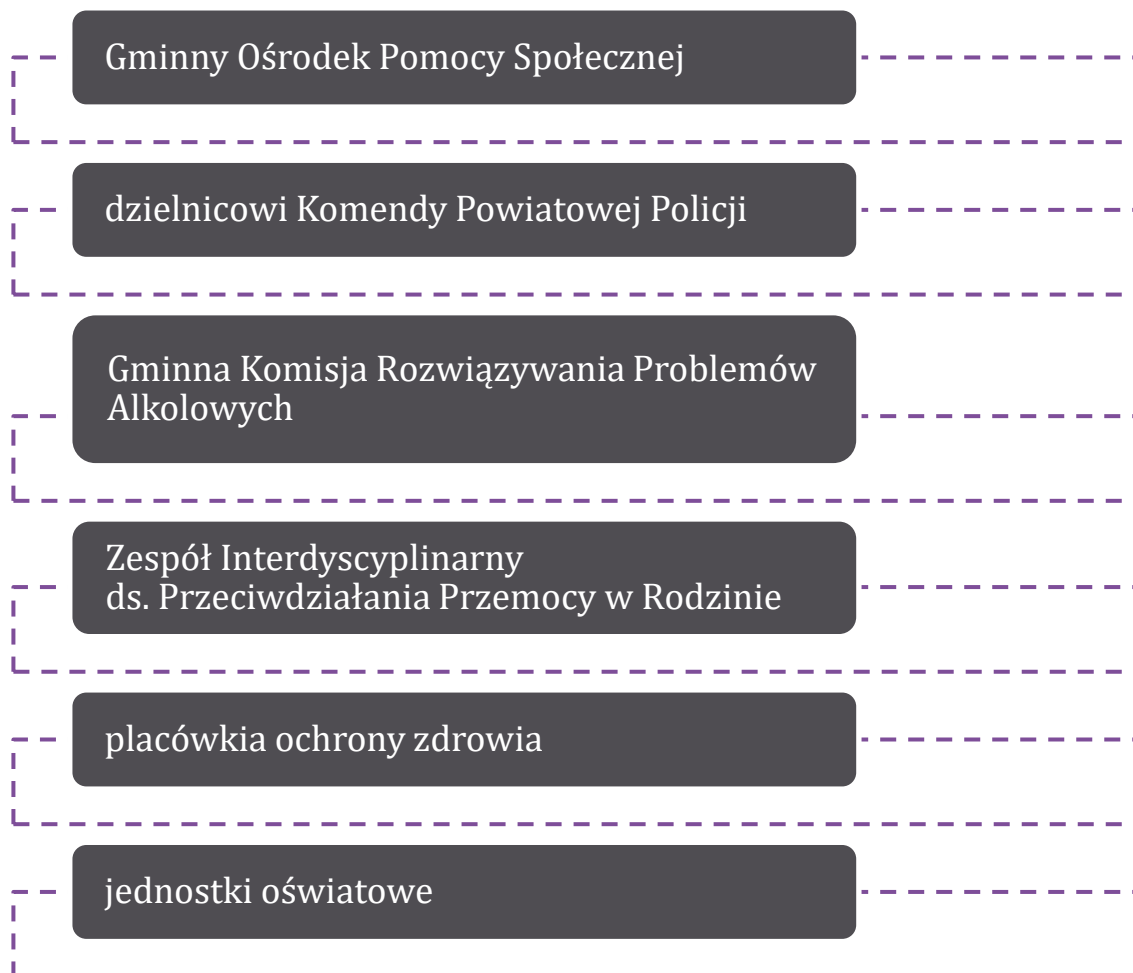 Gminny Ośrodek Pomocy Społecznej
dzielnicowi Komendy Powiatowej Policji
Gminna Komisja Rozwiązywania Problemów
Alkolowych
Zespół Interdyscyplinarny
ds. Przeciwdziałania Przemocy w Rodzinie
placówkia ochrony zdrowia
jednostki oświatowe